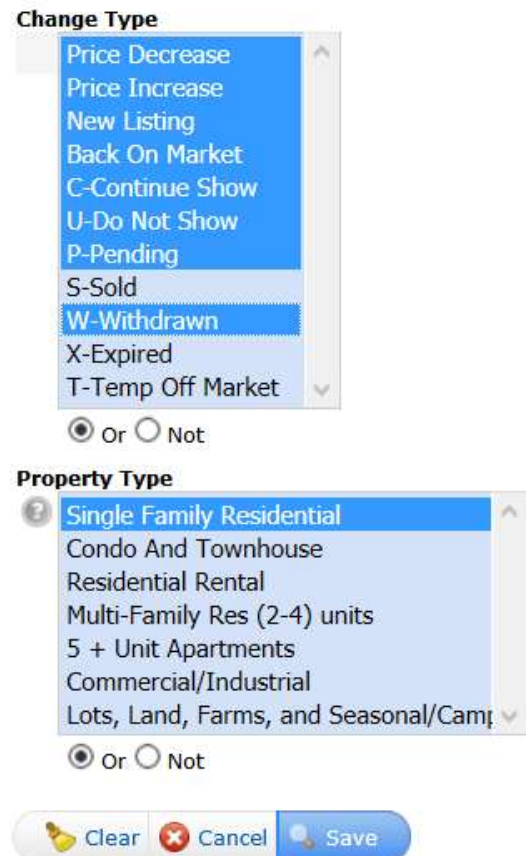 Change Type
Price Decrease
Price Increase
New Listing
Back On Market
C-Continue Show
U-Do Not Show
P-Pending
S-Sold
W-Withdrawn
X-Expired
T-Temp Off Market
Or Not
Property Type
? Single Family Residential
Condo And Townhouse
Residential Rental
Multi-Family Res (2-4) units
5 + Unit Apartments
Commercial/Industrial
Lots, Land, Farms, and Seasonal/Camp
Or Not
Clear Cancel Save